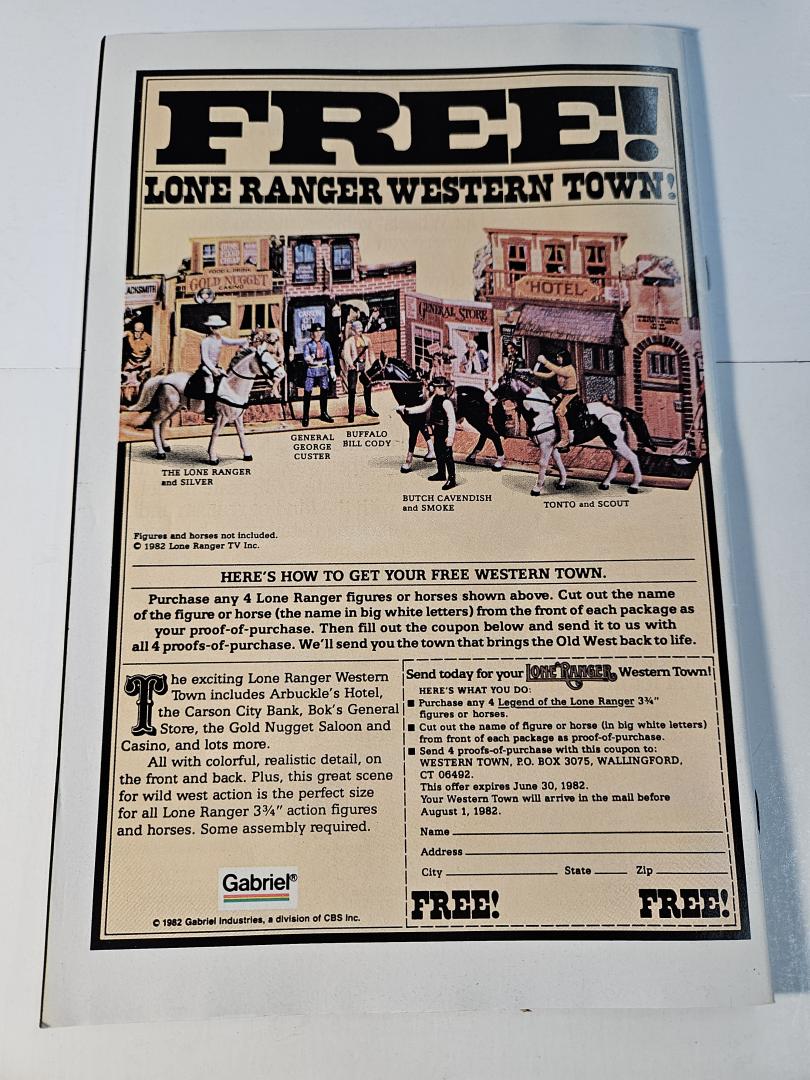 FREE!
LONE RANGER WESTERN TOWN!
FOOD & DRINK
GOLD NUGGET
CASINO
GENERAL STORE
HOTEL
CARSON
THE LONE RANGER
and SILVER
GENERAL
GEORGE
CUSTER
BUFFALO
BILL CODY
BUTCH CAVENDISH
and SMOKE
TONTO and SCOUT
Figures and horses not included.
© 1982 Lone Ranger TV Inc.
HERE'S HOW TO GET YOUR FREE WESTERN TOWN.
Purchase any 4 Lone Ranger figures or horses shown above. Cut out the name
of the figure or horse (the name in big white letters) from the front of each package as
your proof-of-purchase. Then fill out the coupon below and send it to us with
all 4 proofs-of-purchase. We'll send you the town that brings the Old West back to life.
The exciting Lone Ranger Western
Town includes Arbuckle's Hotel,
the Carson City Bank, Bok's General
Store, the Gold Nugget Saloon and
Casino, and lots more.
All with colorful, realistic detail, on
the front and back. Plus, this great scene
for wild west action is the perfect size
for all Lone Ranger 3¾" action figures
and horses. Some assembly required.
Gabriel®
© 1982 Gabriel Industries, a division of CBS Inc.
Send today for your LONE RANGER Western Town!
HERE'S WHAT YOU DO:
■ Purchase any 4 Legend of the Lone Ranger 3¾"
figures or horses.
■ Cut out the name of figure or horse (in big white letters)
from front of each package as proof-of-purchase.
■ Send 4 proofs-of-purchase with this coupon to:
WESTERN TOWN, P.O. BOX 3075, WALLINGFORD,
CT 06492.
This offer expires June 30, 1982.
Your Western Town will arrive in the mail before
August 1, 1982.
Name
Address
City State Zip
FREE! FREE!